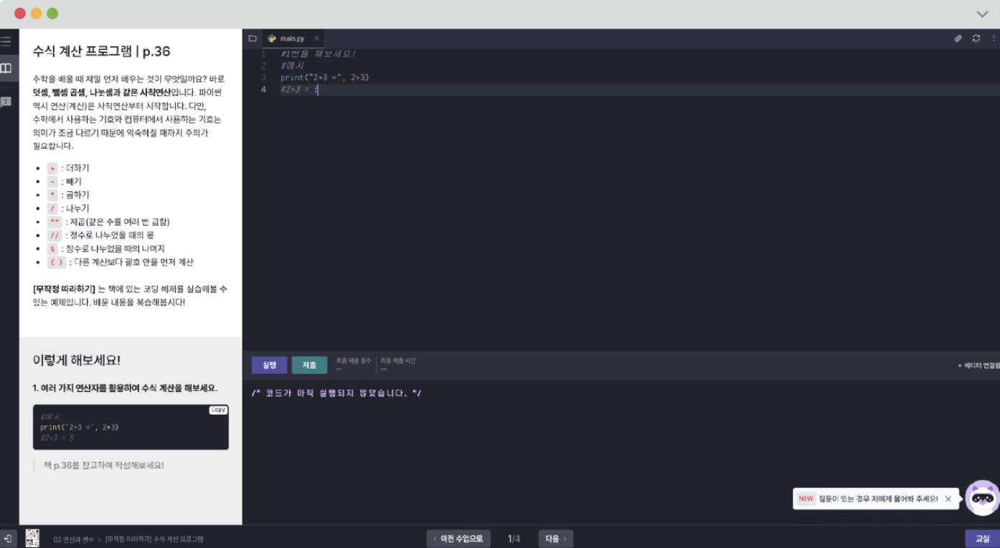 수식 계산 프로그램 | p.36
수학을 배울 때 제일 먼저 배우는 것이 무엇일까요? 바로
덧셈, 뺄셈 곱셈, 나눗셈과 같은 사칙연산입니다. 파이썬
역시 연산(계산)은 사칙연산부터 시작합니다. 다만,
수학에서 사용하는 기호와 컴퓨터에서 사용하는 기호는
의미가 조금 다르기 때문에 익숙해질 때까지 주의가
필요합니다.
+ : 더하기
- : 빼기
* : 곱하기
/ : 나누기
** : 제곱(같은 수를 여러 번 곱함)
// : 정수로 나누었을 때의 몫
% : 정수로 나누었을 때의 나머지
( ) : 다른 계산보다 괄호 안을 먼저 계산
[무작정 따라하기] 는 책에 있는 코딩 예제를 실습해볼 수
있는 예제입니다. 배운 내용을 복습해봅시다!
이렇게 해보세요!
1. 여러 가지 연산자를 활용하여 수식 계산을 해보세요.
Copy
#예시
print("2+3 =", 2+3)
#2+3 = 5
책 p.36를 참고하여 작성해보세요!
main.py ×
1 #1번을 해보세요!
2 #예시
3 print("2+3 =", 2+3)
4 #2+3 = 5
실행 제출
최종 제출 점수 최종 제출 시간
-- --
에디터 연결됨
/* 코드가 아직 실행되지 않았습니다. */
NEW 질문이 있는 경우 저에게 물어봐 주세요! ×
03 연산과 변수 › [무작정 따라하기] 수식 계산 프로그램
‹ 이전 수업으로 1/4 다음 ›
교실